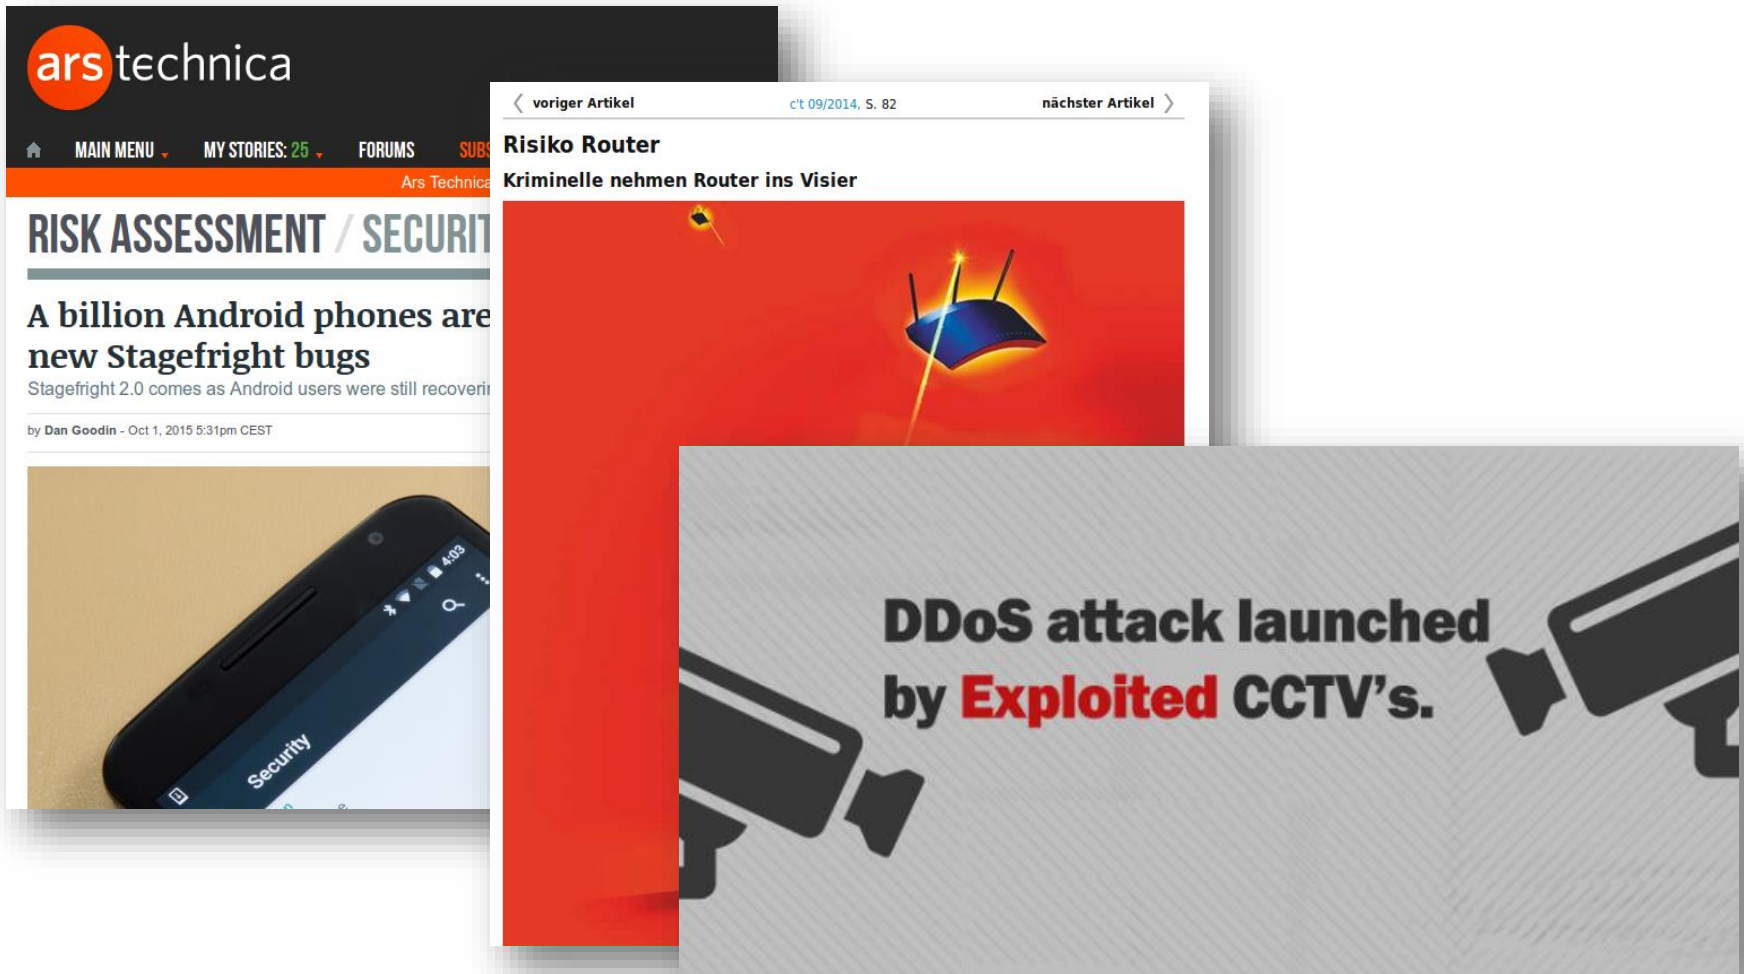 ars technica
MAIN MENU MY STORIES: 25 FORUMS SUBS
Ars Technica
RISK ASSESSMENT / SECURIT
A billion Android phones are
new Stagefright bugs
Stagefright 2.0 comes as Android users were still recoverin
by Dan Goodin - Oct 1, 2015 5:31pm CEST
4:03
Security
voriger Artikel c't 09/2014, S. 82 nächster Artikel
Risiko Router
Kriminelle nehmen Router ins Visier
DDoS attack launched
by Exploited CCTV's.